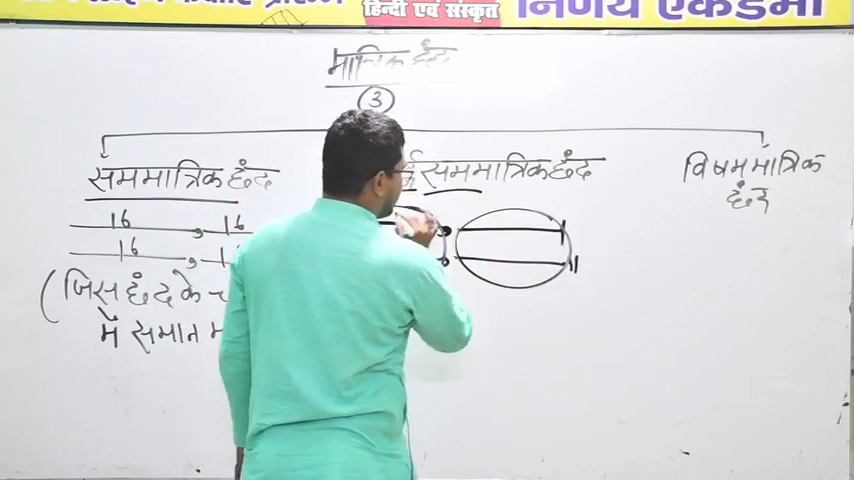 हिन्दी एवं संस्कृत
निर्णय एकेडमी
मात्रिक छंद
3
सममात्रिक छंद
सममात्रिक छंद
विषममात्रिक
छंद
16 , 16
16 ,
(जिस छंद के
में समान